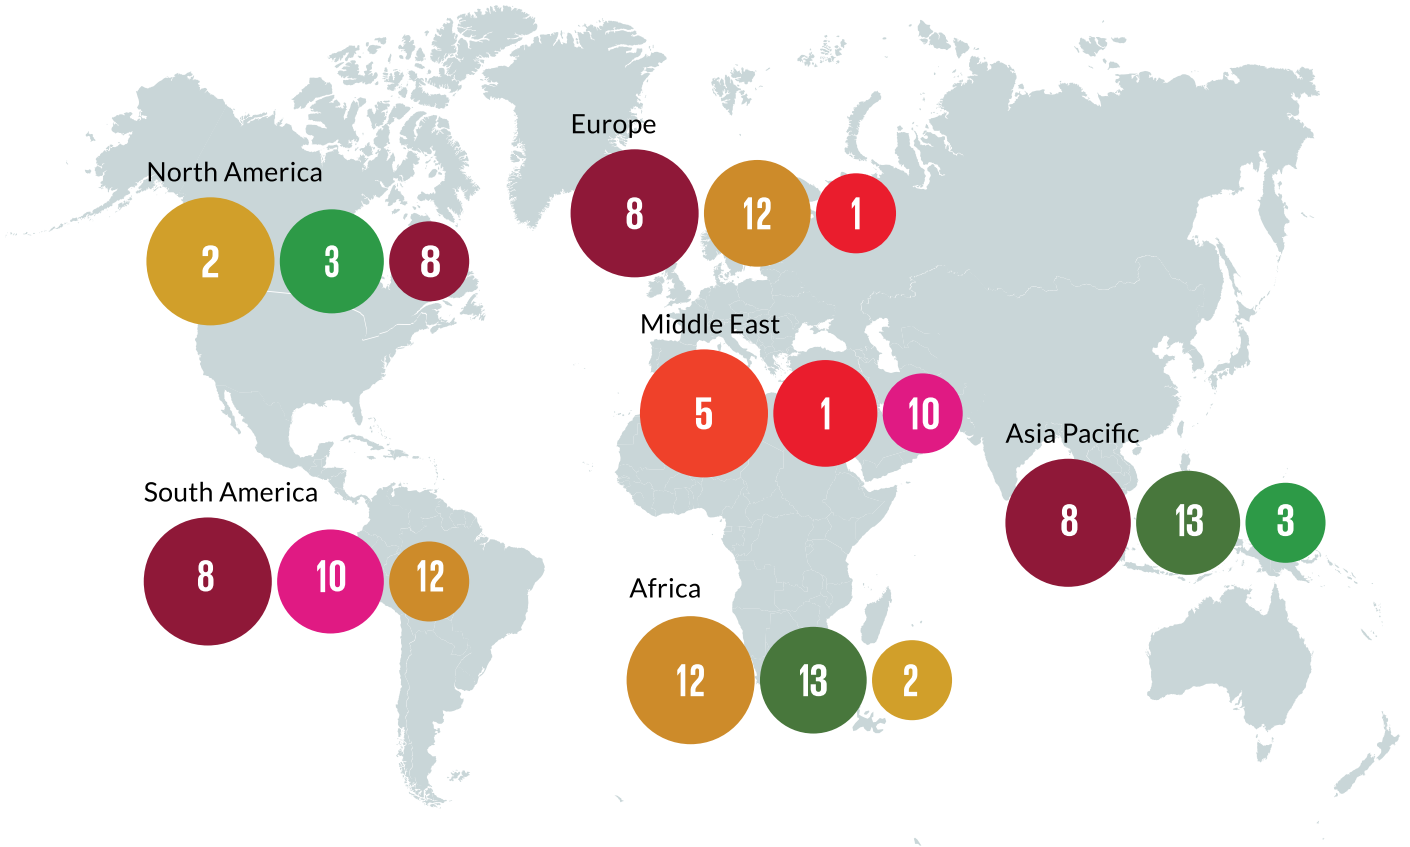 Europe
8 12 1
North America
2 3 8
Middle East
5 1 10
Asia Pacific
8 13 3
South America
8 10 12
Africa
12 13 2